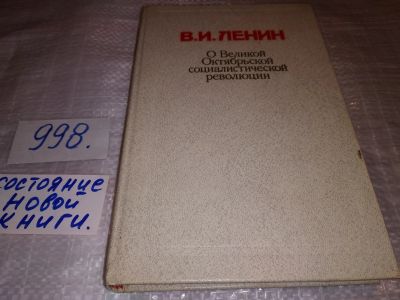 В.И. ЛЕНИН
О Великой
Октябрьской
социалистической
революции
998.
состояние
новой
книги.